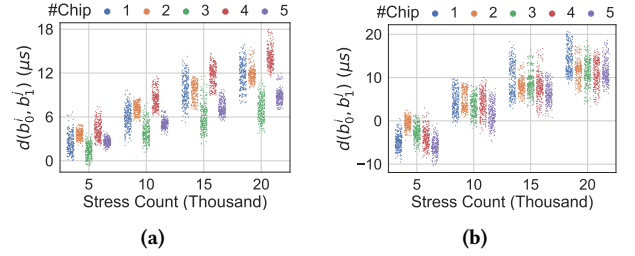 #Chip 1 2 3 4 5
18
12
6
0
d(b₀ⁱ, b₁ʲ) (μs)
5 10 15 20
Stress Count (Thousand)
(a)
#Chip 1 2 3 4 5
20
10
0
−10
d(b₀ⁱ, b₁ʲ) (μs)
5 10 15 20
Stress Count (Thousand)
(b)